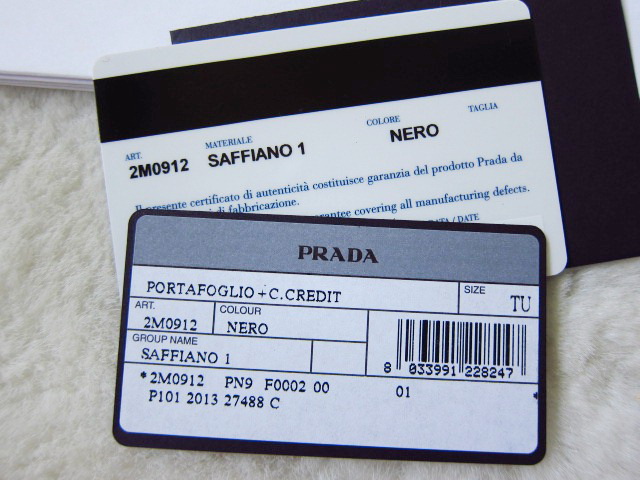 ART. MATERIALE COLORE TAGLIA
2M0912 SAFFIANO 1 NERO
presente certificato di autenticità costituisce garanzia del prodotto Prada da
di fabbricazione.
covering all manufacturing defects.
/ DATE
PRADA
PORTAFOGLIO+C.CREDIT SIZE TU
ART. COLOUR
2M0912 NERO
GROUP NAME
SAFFIANO 1
8 033991 228247
*2M0912 PN9 F0002 00 01 *
P101 2013 27488 C